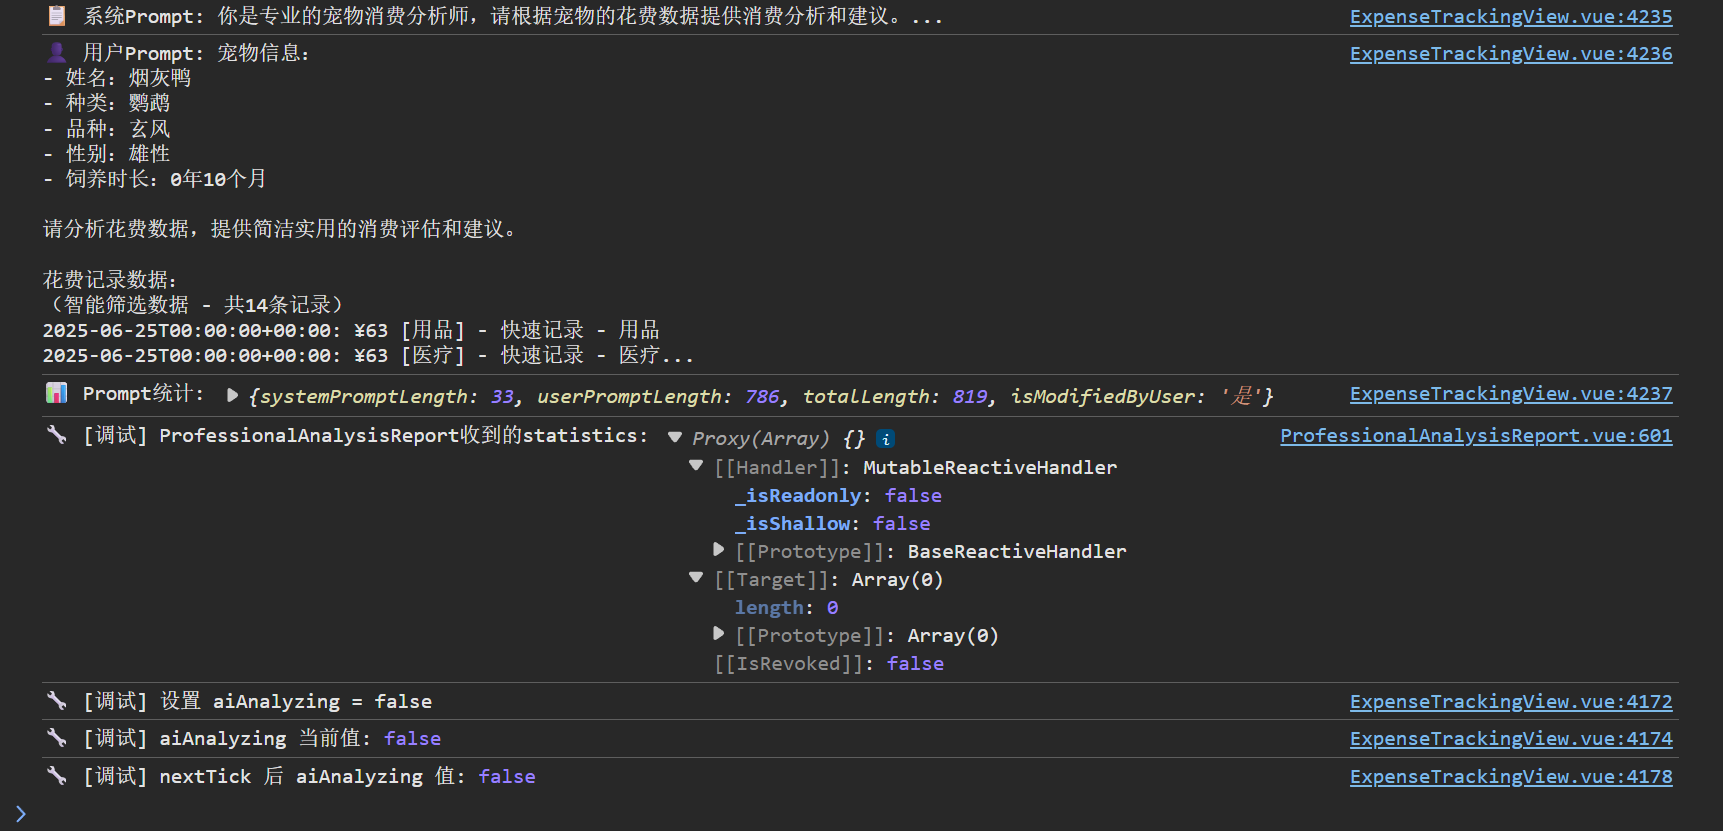 📋 系统Prompt: 你是专业的宠物消费分析师，请根据宠物的花费数据提供消费分析和建议。... ExpenseTrackingView.vue:4235
👤 用户Prompt: 宠物信息： ExpenseTrackingView.vue:4236
- 姓名：烟灰鸭
- 种类：鹦鹉
- 品种：玄风
- 性别：雄性
- 饲养时长：0年10个月
请分析花费数据，提供简洁实用的消费评估和建议。
花费记录数据：
（智能筛选数据 - 共14条记录）
2025-06-25T00:00:00+00:00: ¥63 [用品] - 快速记录 - 用品
2025-06-25T00:00:00+00:00: ¥63 [医疗] - 快速记录 - 医疗...
📊 Prompt统计: ▶ {systemPromptLength: 33, userPromptLength: 786, totalLength: 819, isModifiedByUser: '是'} ExpenseTrackingView.vue:4237
🔧 [调试] ProfessionalAnalysisReport收到的statistics: ▼ Proxy(Array) {} i ProfessionalAnalysisReport.vue:601
▼ [[Handler]]: MutableReactiveHandler
_isReadonly: false
_isShallow: false
▶ [[Prototype]]: BaseReactiveHandler
▼ [[Target]]: Array(0)
length: 0
▶ [[Prototype]]: Array(0)
[[IsRevoked]]: false
🔧 [调试] 设置 aiAnalyzing = false ExpenseTrackingView.vue:4172
🔧 [调试] aiAnalyzing 当前值: false ExpenseTrackingView.vue:4174
🔧 [调试] nextTick 后 aiAnalyzing 值: false ExpenseTrackingView.vue:4178